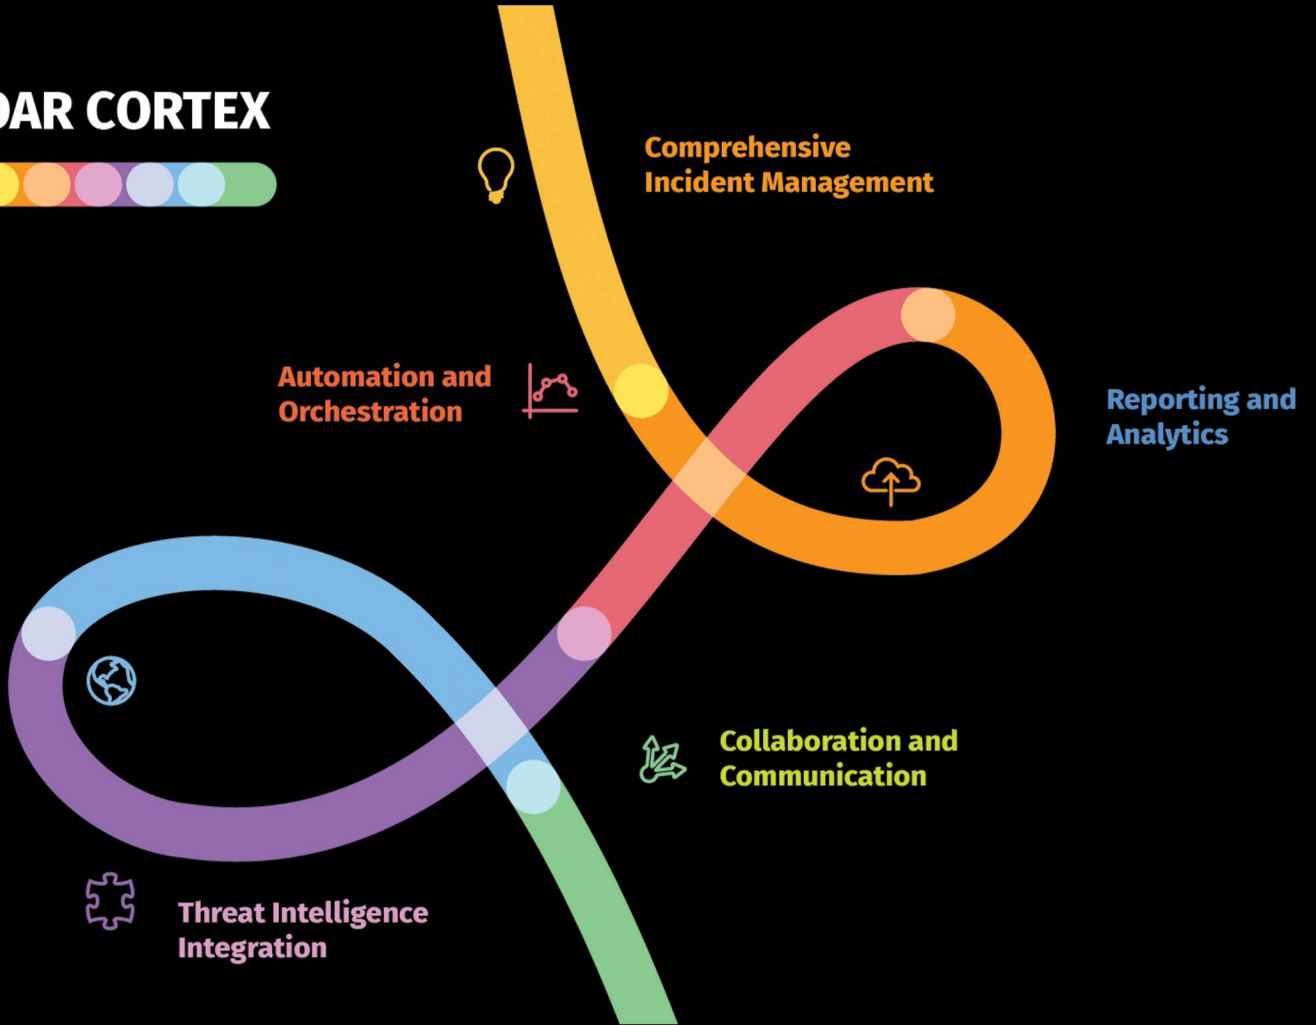 OAR CORTEX
Comprehensive
Incident Management
Automation and
Orchestration
Reporting and
Analytics
Collaboration and
Communication
Threat Intelligence
Integration